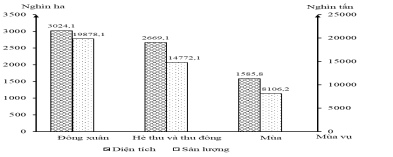 Nghìn ha Nghìn tấn
3500 25000
3000 20000
2500
2000 15000
1500 10000
1000
500 5000
0 0
3024,1 19878,1 2669,1 14772,1 1585,8 8106,2
Đông xuân Hè thu và thu đông Mùa Mùa vụ
Diện tích Sản lượng